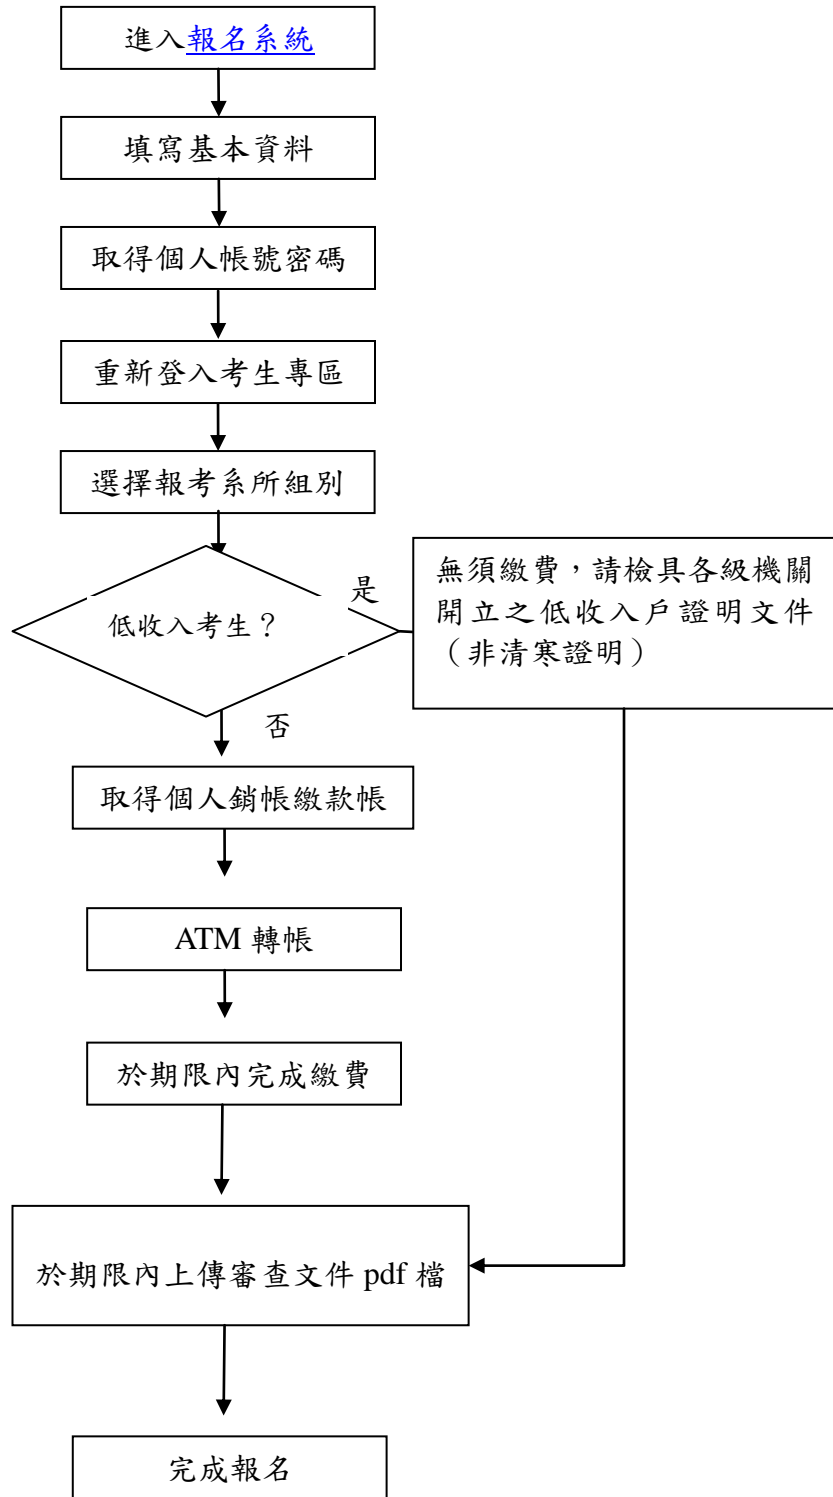 進入報名系統
填寫基本資料
取得個人帳號密碼
重新登入考生專區
選擇報考系所組別
低收入考生？
是
無須繳費，請檢具各級機關
開立之低收入戶證明文件
（非清寒證明）
否
取得個人銷帳繳款帳
ATM 轉帳
於期限內完成繳費
於期限內上傳審查文件 pdf 檔
完成報名